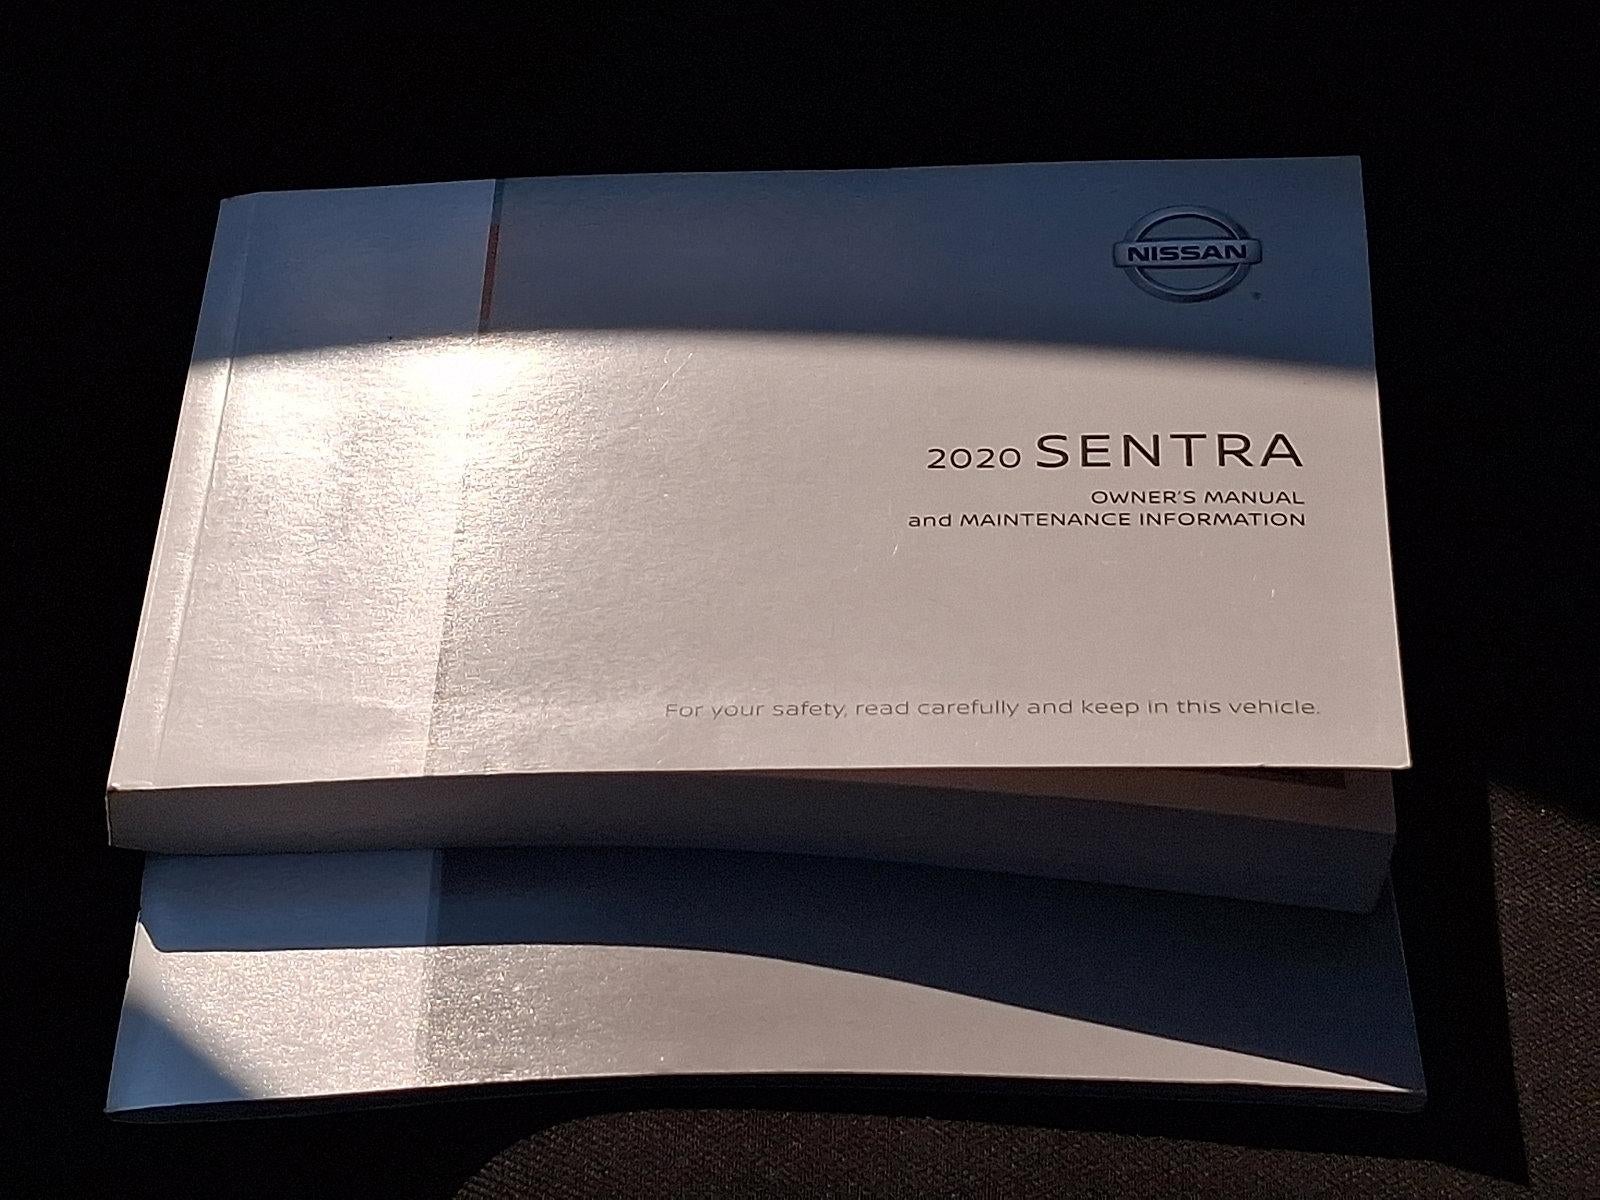 NISSAN
2020 SENTRA
OWNER'S MANUAL
and MAINTENANCE INFORMATION
For your safety, read carefully and keep in this vehicle.